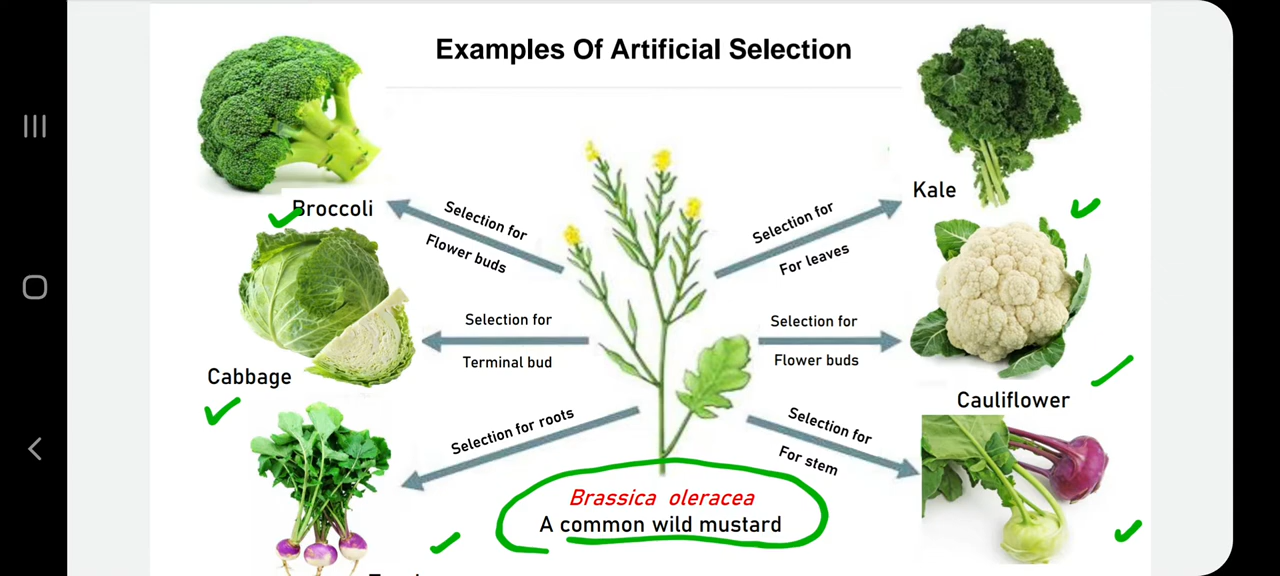 Examples Of Artificial Selection
Broccoli
Selection for
Flower buds
Selection for
For leaves
Kale
Cabbage
Selection for
Terminal bud
Selection for
Flower buds
Cauliflower
Selection for roots
Selection for
For stem
Brassica oleracea
A common wild mustard